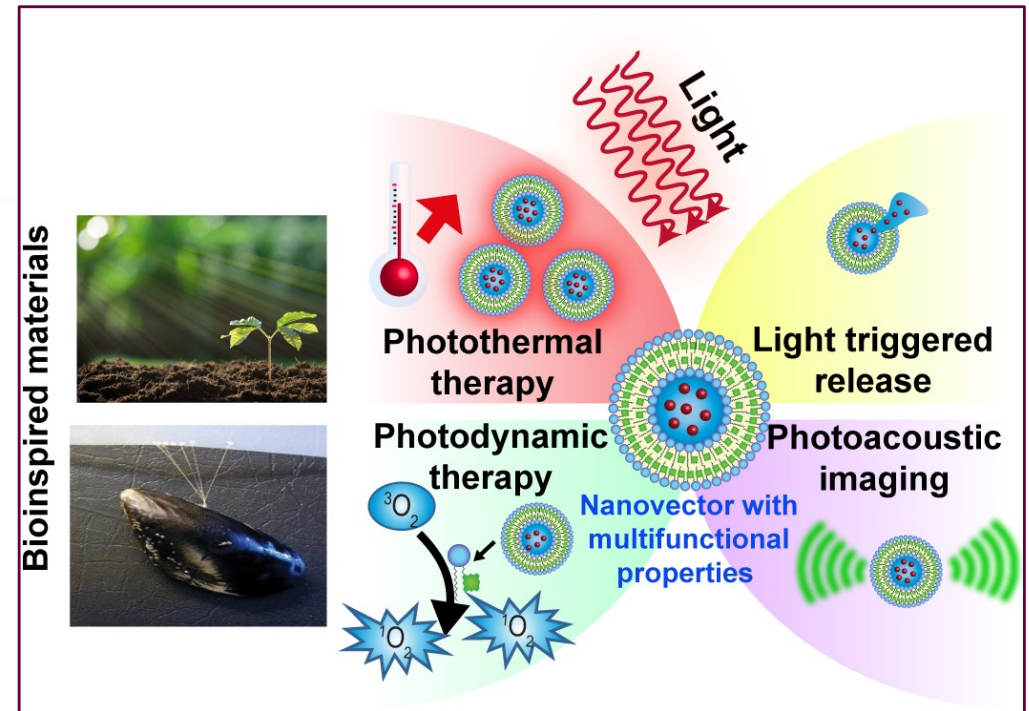 Bioinspired materials
Light
Photothermal
therapy
Light triggered
release
Photodynamic
therapy
³O₂
¹O₂
¹O₂
Nanovector with
multifunctional
properties
Photoacoustic
imaging